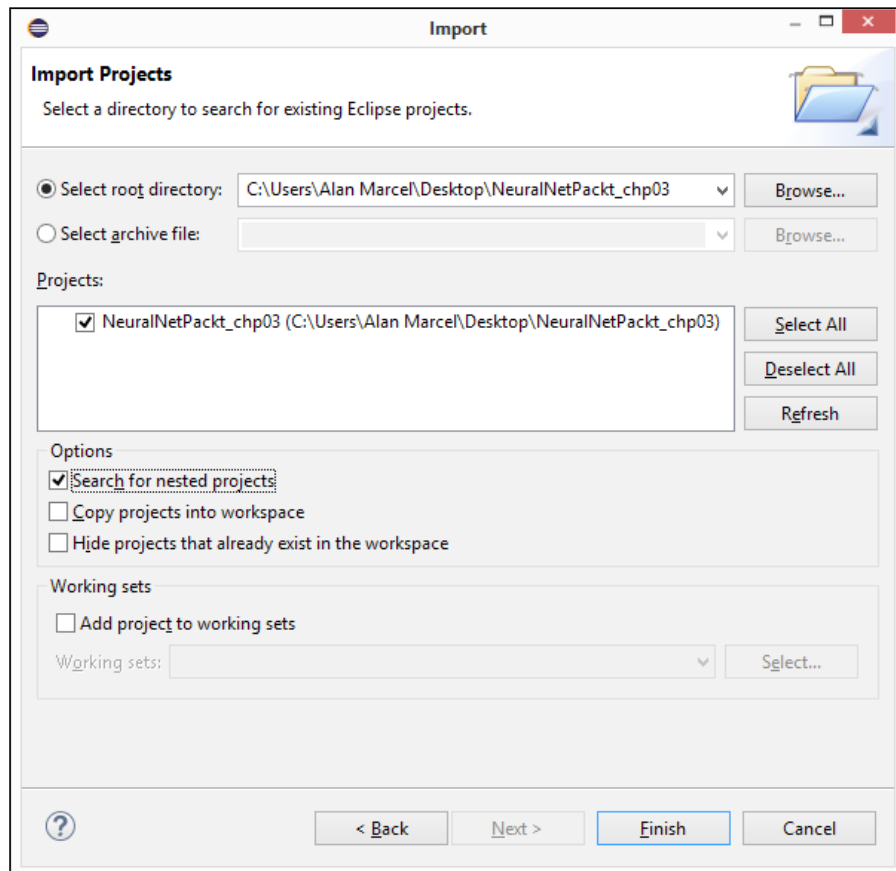 Import
Import Projects
Select a directory to search for existing Eclipse projects.
Select root directory: C:\Users\Alan Marcel\Desktop\NeuralNetPackt_chp03 Browse...
Select archive file: Browse...
Projects:
NeuralNetPackt_chp03 (C:\Users\Alan Marcel\Desktop\NeuralNetPackt_chp03) Select All
Deselect All
Refresh
Options
Search for nested projects
Copy projects into workspace
Hide projects that already exist in the workspace
Working sets
Add project to working sets
Working sets: Select...
? < Back Next > Finish Cancel